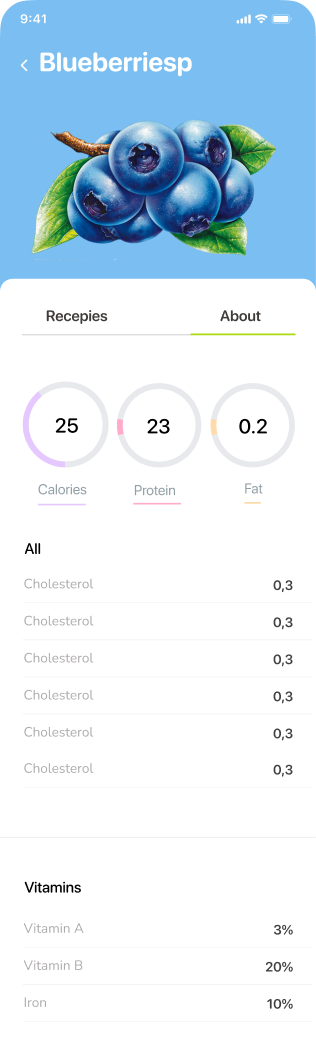 9:41
Blueberriesp
Recepies About
25 23 0.2
Calories Protein Fat
All
Cholesterol 0,3
Cholesterol 0,3
Cholesterol 0,3
Cholesterol 0,3
Cholesterol 0,3
Cholesterol 0,3
Vitamins
Vitamin A 3%
Vitamin B 20%
Iron 10%